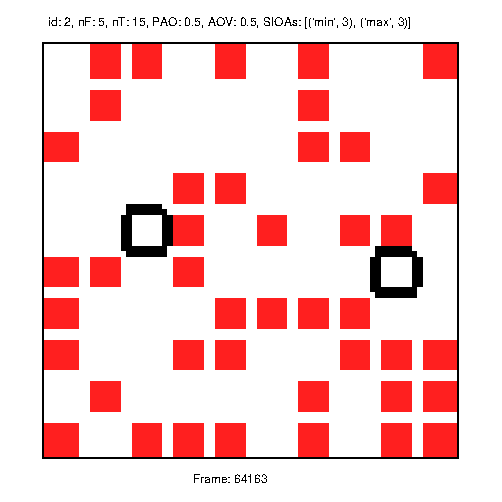 id: 2, nF: 5, nT: 15, PAO: 0.5, AOV: 0.5, SIOAs: [('min', 3), ('max', 3)]
Frame: 64163